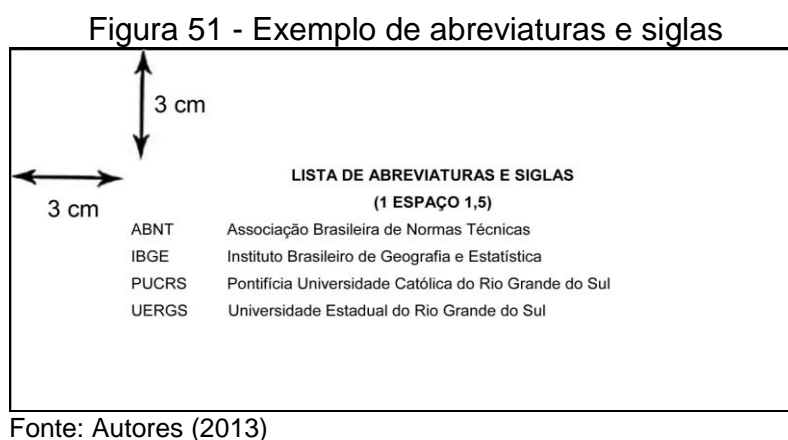 Figura 51 - Exemplo de abreviaturas e siglas
3 cm
3 cm
LISTA DE ABREVIATURAS E SIGLAS
(1 ESPAÇO 1,5)
ABNT Associação Brasileira de Normas Técnicas
IBGE Instituto Brasileiro de Geografia e Estatística
PUCRS Pontifícia Universidade Católica do Rio Grande do Sul
UERGS Universidade Estadual do Rio Grande do Sul
Fonte: Autores (2013)